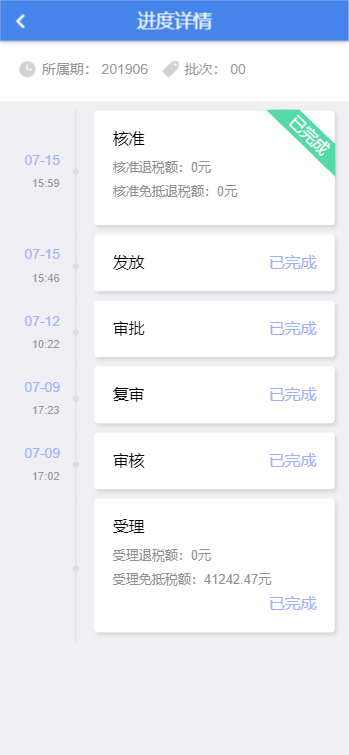 进度详情
所属期： 201906 批次： 00
已完成
核准
核准退税额：0元
核准免抵退税额：0元
07-15
15:59
07-15
15:46
发放 已完成
07-12
10:22
审批 已完成
07-09
17:23
复审 已完成
07-09
17:02
审核 已完成
受理
受理退税额：0元
受理免抵税额：41242.47元
已完成